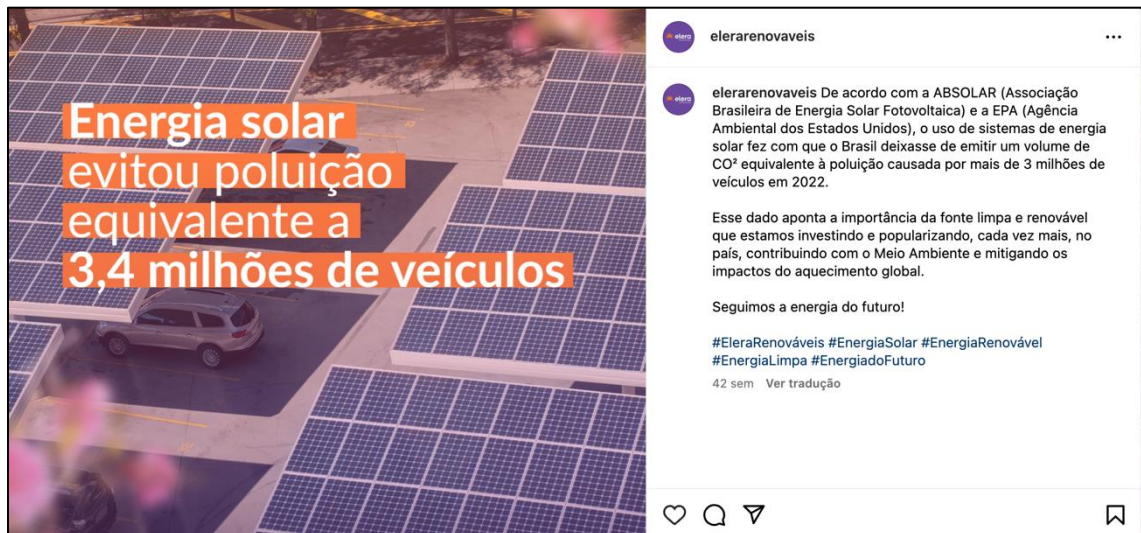 Energia solar
evitou poluição
equivalente a
3,4 milhões de veículos
elera
elerarenovaveis
elera
elerarenovaveis De acordo com a ABSOLAR (Associação
Brasileira de Energia Solar Fotovoltaica) e a EPA (Agência
Ambiental dos Estados Unidos), o uso de sistemas de energia
solar fez com que o Brasil deixasse de emitir um volume de
CO² equivalente à poluição causada por mais de 3 milhões de
veículos em 2022.
Esse dado aponta a importância da fonte limpa e renovável
que estamos investindo e popularizando, cada vez mais, no
país, contribuindo com o Meio Ambiente e mitigando os
impactos do aquecimento global.
Seguimos a energia do futuro!
#EleraRenováveis #EnergiaSolar #EnergiaRenovável
#EnergiaLimpa #EnergiadoFuturo
42 sem Ver tradução